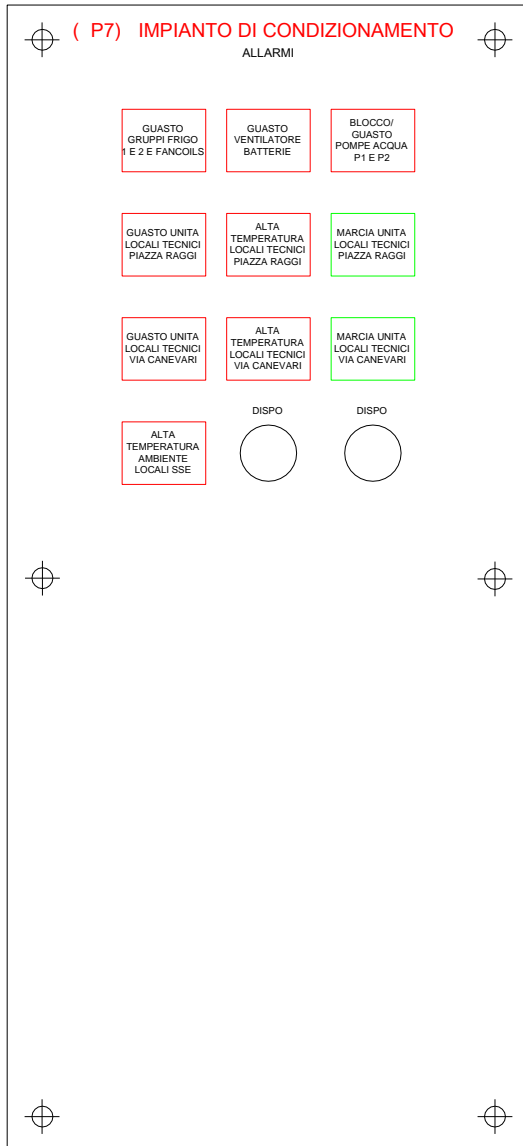 ( P7) IMPIANTO DI CONDIZIONAMENTO
ALLARMI
GUASTO
GRUPPI FRIGO
1 E 2 E FANCOILS
GUASTO
VENTILATORE
BATTERIE
BLOCCO/
GUASTO
POMPE ACQUA
P1 E P2
GUASTO UNITA
LOCALI TECNICI
PIAZZA RAGGI
ALTA
TEMPERATURA
LOCALI TECNICI
PIAZZA RAGGI
MARCIA UNITA
LOCALI TECNICI
PIAZZA RAGGI
GUASTO UNITA
LOCALI TECNICI
VIA CANEVARI
ALTA
TEMPERATURA
LOCALI TECNICI
VIA CANEVARI
MARCIA UNITA
LOCALI TECNICI
VIA CANEVARI
ALTA
TEMPERATURA
AMBIENTE
LOCALI SSE
DISPO
DISPO